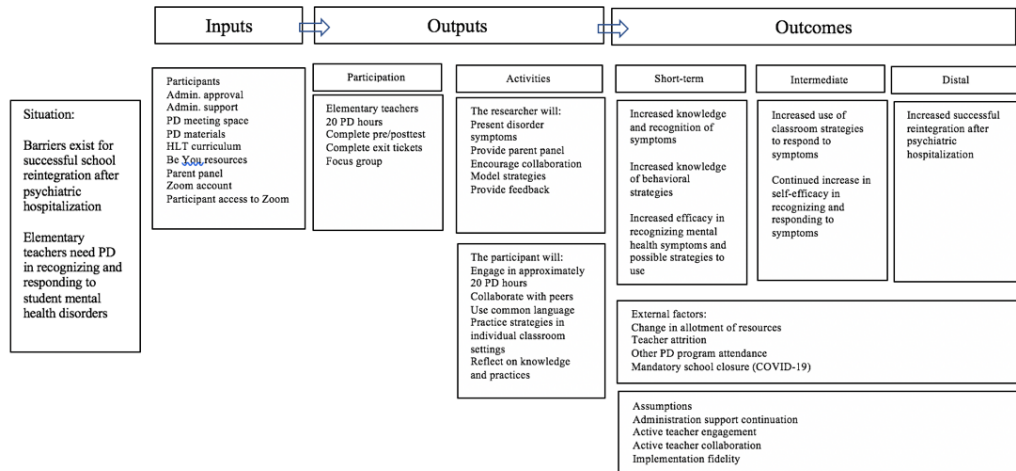 Inputs
Outputs
Outcomes
Situation:
Barriers exist for
successful school
reintegration after
psychiatric
hospitalization
Elementary
teachers need PD
in recognizing and
responding to
student mental
health disorders
Participants
Admin. approval
Admin. support
PD meeting space
PD materials
HLT curriculum
Be You resources
Parent panel
Zoom account
Participant access to Zoom
Participation
Elementary teachers
20 PD hours
Complete pre/posttest
Complete exit tickets
Focus group
Activities
The researcher will:
Present disorder
symptoms
Provide parent panel
Encourage collaboration
Model strategies
Provide feedback
The participant will:
Engage in approximately
20 PD hours
Collaborate with peers
Use common language
Practice strategies in
individual classroom
settings
Reflect on knowledge
and practices
Short-term
Increased knowledge
and recognition of
symptoms
Increased knowledge
of behavioral
strategies
Increased efficacy in
recognizing mental
health symptoms and
possible strategies to
use
Intermediate
Increased use of
classroom strategies
to respond to
symptoms
Continued increase in
self-efficacy in
recognizing and
responding to
symptoms
Distal
Increased successful
reintegration after
psychiatric
hospitalization
External factors:
Change in allotment of resources
Teacher attrition
Other PD program attendance
Mandatory school closure (COVID-19)
Assumptions
Administration support continuation
Active teacher engagement
Active teacher collaboration
Implementation fidelity